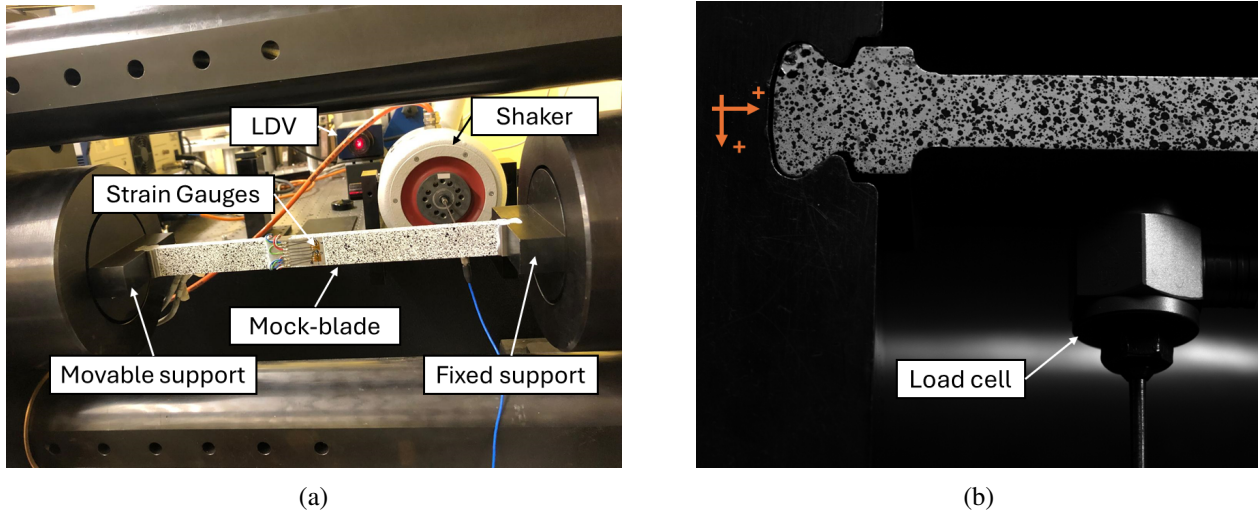 LDV
Shaker
Strain Gauges
Mock-blade
Movable support
Fixed support
+
+
Load cell
(a)
(b)